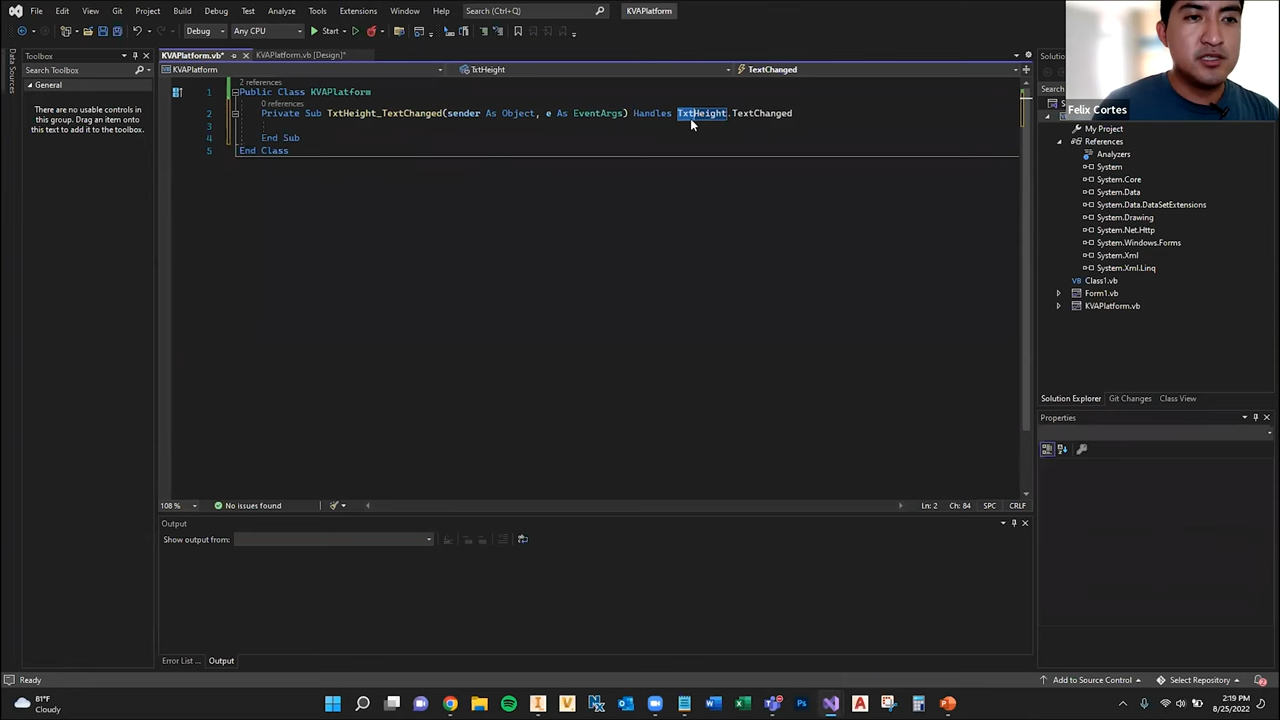 File Edit View Git Project Build Debug Test Analyze Tools Extensions Window Help Search (Ctrl+Q) KVAPlatform
Debug Any CPU Start
Data Sources
Toolbox
Search Toolbox
General
There are no usable controls in
this group. Drag an item onto
this text to add it to the toolbox.
KVAPlatform.vb* KVAPlatform.vb [Design]*
KVAPlatform TxtHeight TextChanged
2 references
1 Public Class KVAPlatform
0 references
2 Private Sub TxtHeight_TextChanged(sender As Object, e As EventArgs) Handles TxtHeight.TextChanged
3
4 End Sub
5 End Class
108 % No issues found Ln: 2 Ch: 84 SPC CRLF
Output
Show output from:
Error List ... Output
Felix Cortes
My Project
References
Analyzers
System
System.Core
System.Data
System.Data.DataSetExtensions
System.Drawing
System.Net.Http
System.Windows.Forms
System.Xml
System.Xml.Linq
Class1.vb
Form1.vb
KVAPlatform.vb
Solution Explorer Git Changes Class View
Properties
Ready Add to Source Control Select Repository
81°F
Cloudy
2:19 PM
8/25/2022